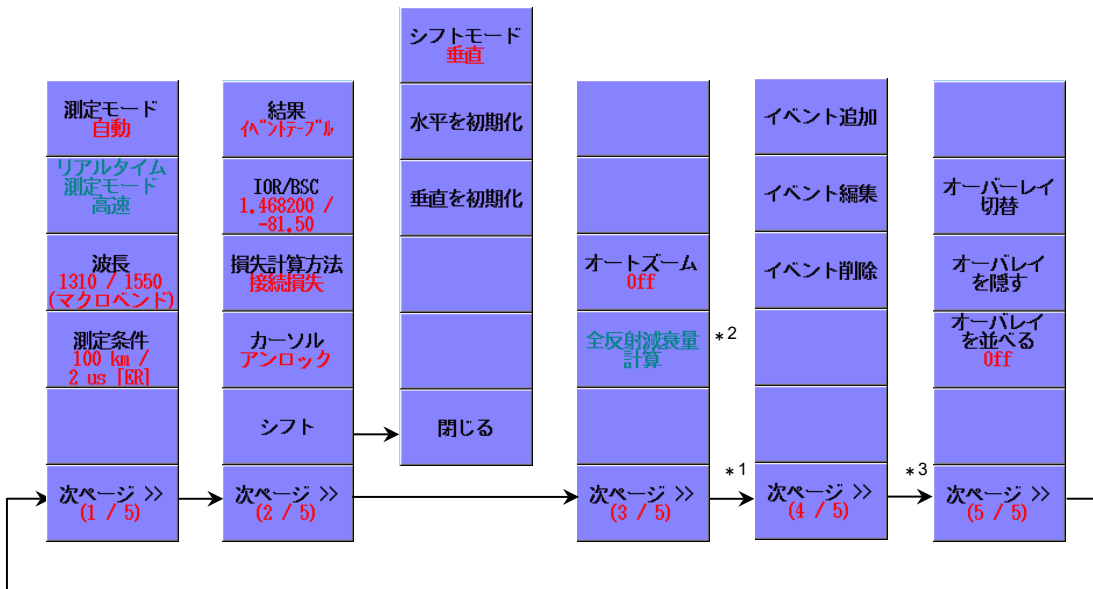 測定モード
自動
リアルタイム
測定モード
高速
波長
1310 / 1550
(マクロベンド)
測定条件
100 km /
2 us [ER]
次ページ >>
(1 / 5)
結果
ｲﾍﾞﾝﾄﾃｰﾌﾞﾙ
IOR/BSC
1.468200 /
-81.50
損失計算方法
接続損失
カーソル
アンロック
シフト
次ページ >>
(2 / 5)
シフトモード
垂直
水平を初期化
垂直を初期化
閉じる
オートズーム
Off
全反射減衰量
計算
*2
次ページ >>
(3 / 5)
*1
イベント追加
イベント編集
イベント削除
次ページ >>
(4 / 5)
*3
オーバーレイ
切替
オーバレイ
を隠す
オーバレイ
を並べる
Off
次ページ >>
(5 / 5)